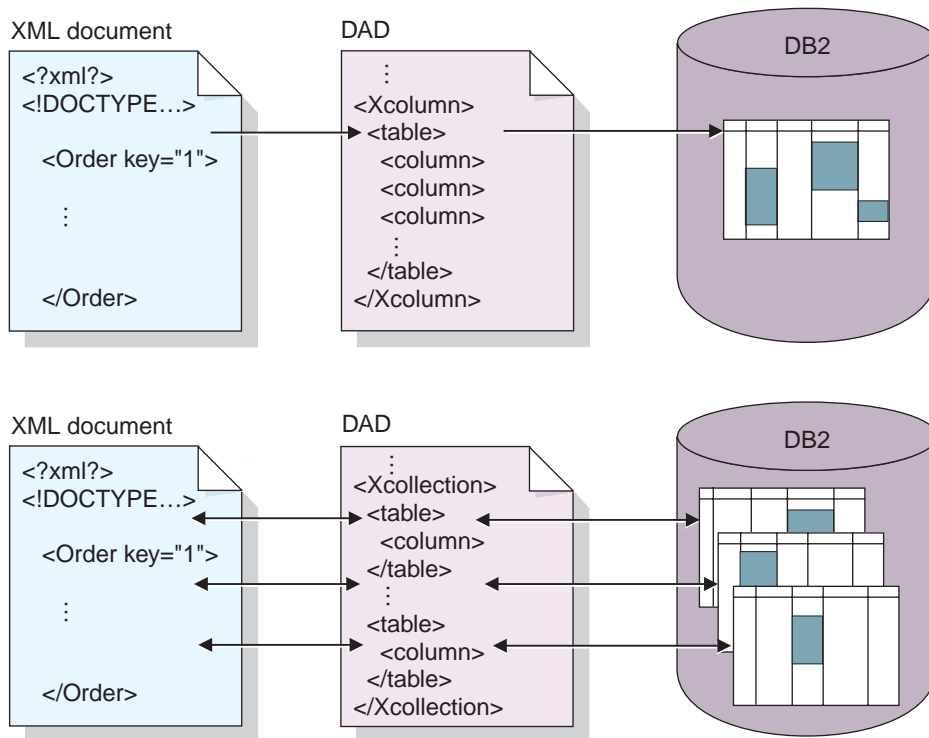 XML document
<?xml?>
<!DOCTYPE…>
<Order key="1">
⋮
</Order>
DAD
⋮
<Xcolumn>
<table>
<column>
<column>
<column>
⋮
</table>
</Xcolumn>
DB2
XML document
<?xml?>
<!DOCTYPE…>
<Order key="1">
⋮
</Order>
DAD
⋮
<Xcollection>
<table>
<column>
</table>
⋮
<table>
<column>
</table>
</Xcollection>
DB2